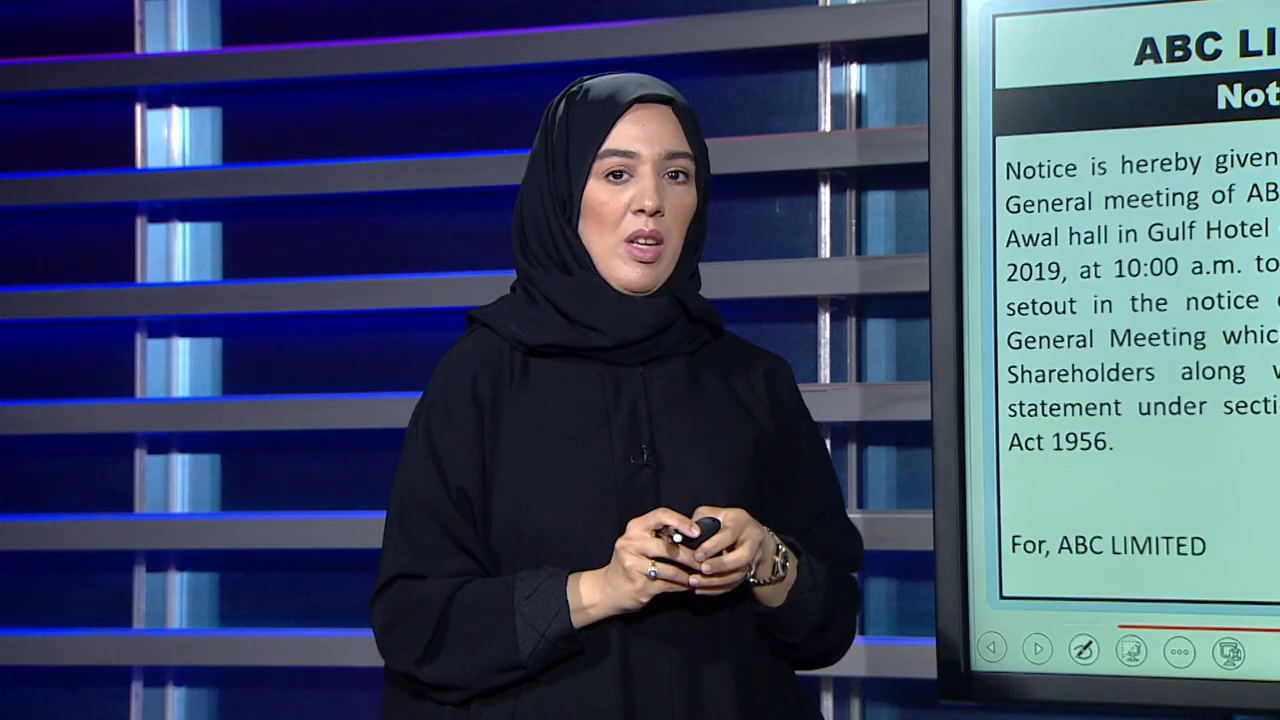 ABC LI
Not
Notice is hereby given
General meeting of AB
Awal hall in Gulf Hotel
2019, at 10:00 a.m. to
setout in the notice
General Meeting whic
Shareholders along
statement under secti
Act 1956.
For, ABC LIMITED